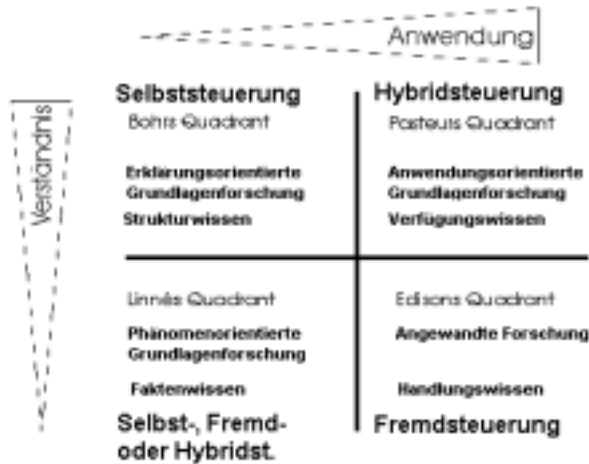 Anwendung
Verständnis
Selbststeuerung
Bohrs Quadrant
Erklärungsorientierte
Grundlagenforschung
Strukturwissen
Hybridsteuerung
Pasteurs Quadrant
Anwendungsorientierte
Grundlagenforschung
Verfügungswissen
Linnés Quadrant
Phänomenorientierte
Grundlagenforschung
Faktenwissen
Selbst-, Fremd-
oder Hybridst.
Edisons Quadrant
Angewandte Forschung
Handlungswissen
Fremdsteuerung